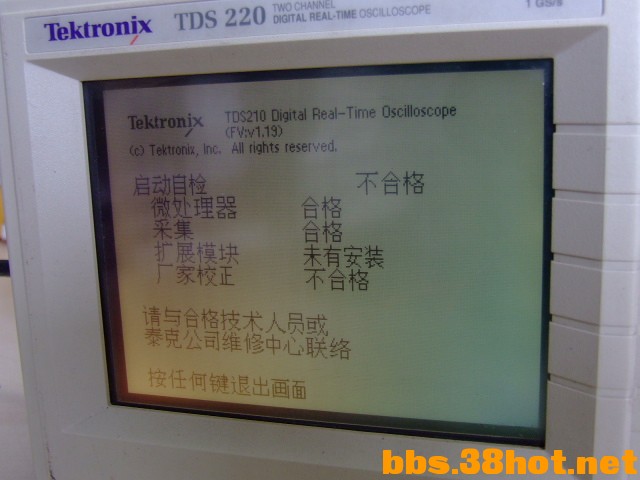 Tektronix TDS 220 TWO CHANNEL DIGITAL REAL-TIME OSCILLOSCOPE 1 GS/s
Tektronix TDS210 Digital Real-Time Oscilloscope
(FV:v1.19)
(c) Tektronix, Inc. All rights reserved.
启动自检 不合格
微处理器 合格
采集 合格
扩展模块 未有安装
厂家校正 不合格
请与合格技术人员或
泰克公司维修中心联络
按任何键退出画面
bbs.38hot.net